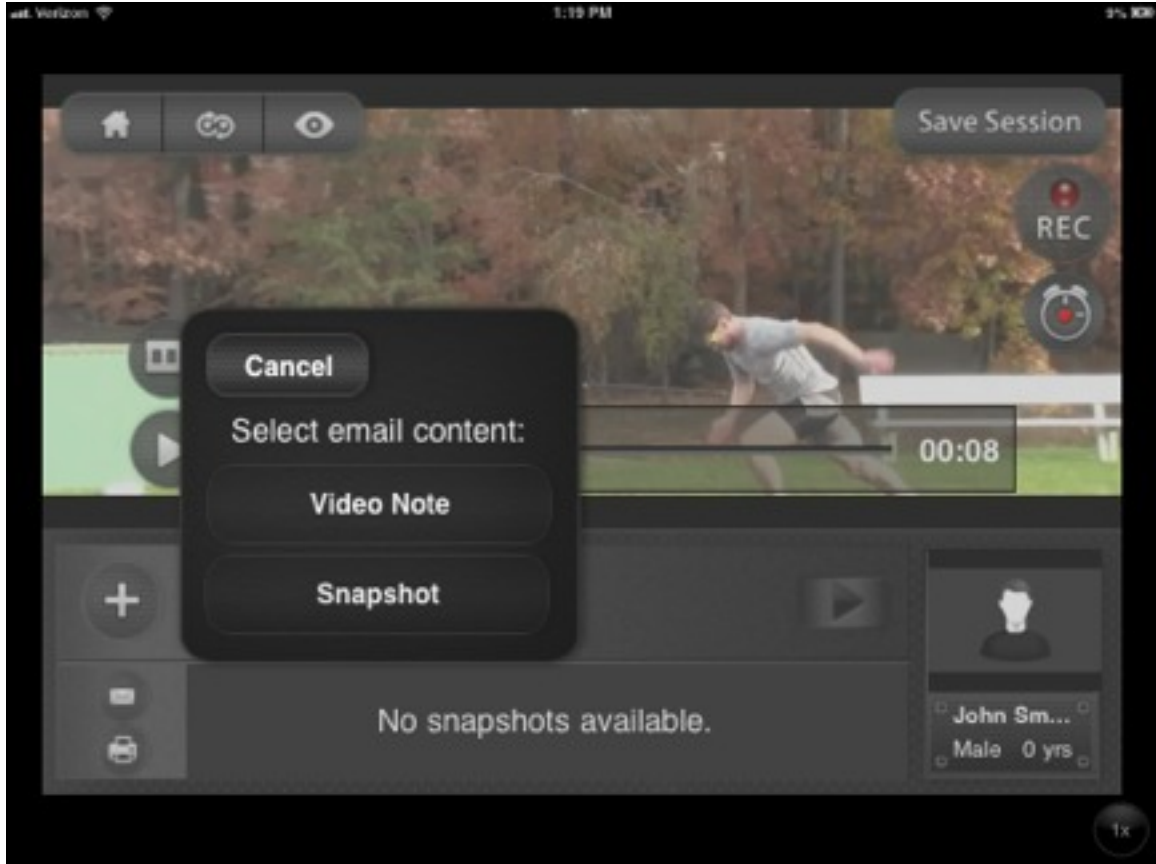 Verizon
1:19 PM
9%
Save Session
REC
Cancel
Select email content:
00:08
Video Note
Snapshot
No snapshots available.
John Sm...
Male 0 yrs
1x